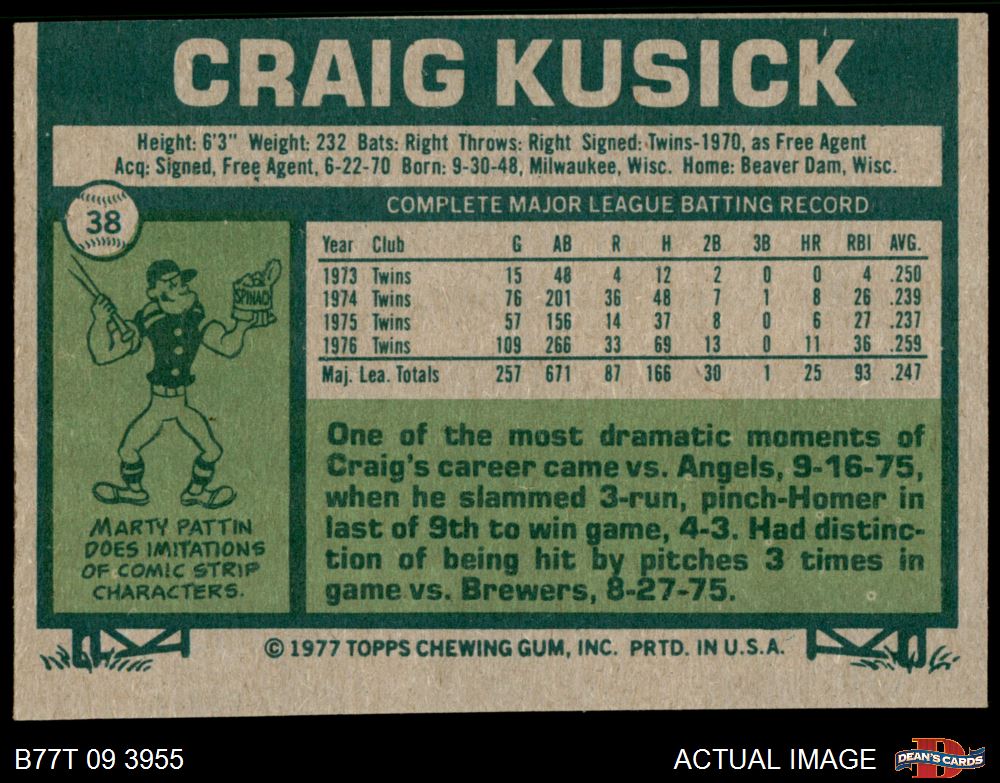 CRAIG KUSICK
Height: 6'3" Weight: 232 Bats: Right Throws: Right Signed: Twins-1970, as Free Agent
Acq: Signed, Free Agent, 6-22-70 Born: 9-30-48, Milwaukee, Wisc. Home: Beaver Dam, Wisc.
38
COMPLETE MAJOR LEAGUE BATTING RECORD
Year Club G AB R H 2B 3B HR RBI AVG.
1973 Twins 15 48 4 12 2 0 0 4 .250
1974 Twins 76 201 36 48 7 1 8 26 .239
1975 Twins 57 156 14 37 8 0 6 27 .237
1976 Twins 109 266 33 69 13 0 11 36 .259
Maj. Lea. Totals 257 671 87 166 30 1 25 93 .247
SPINACH
MARTY PATTIN
DOES IMITATIONS
OF COMIC STRIP
CHARACTERS.
One of the most dramatic moments of
Craig's career came vs. Angels, 9-16-75,
when he slammed 3-run, pinch-Homer in
last of 9th to win game, 4-3. Had distinc-
tion of being hit by pitches 3 times in
game vs. Brewers, 8-27-75.
© 1977 TOPPS CHEWING GUM, INC. PRTD. IN U.S.A.
B77T 09 3955
ACTUAL IMAGE
D
DEAN'S CARDS